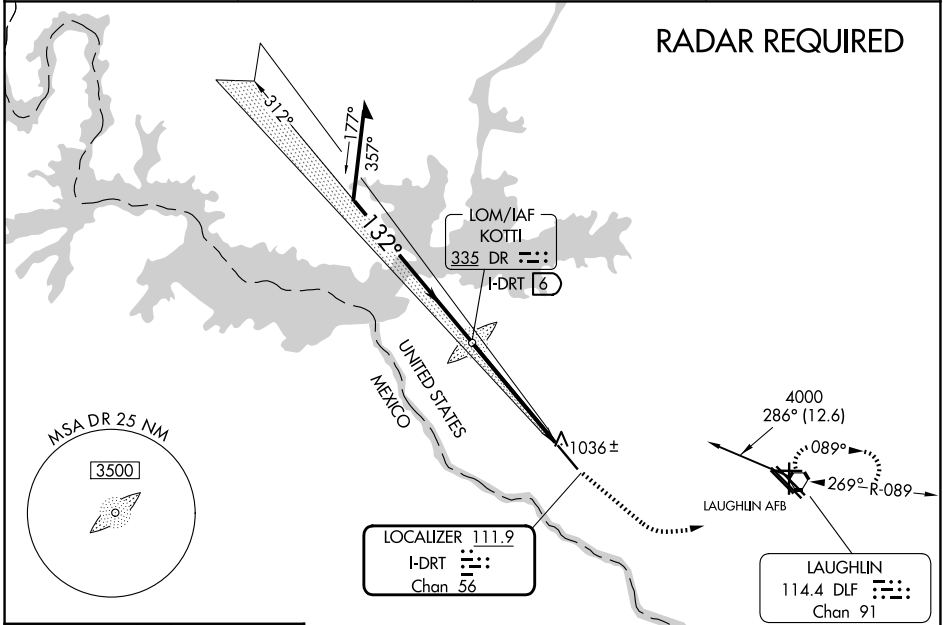 RADAR REQUIRED
312°
177°
357°
132°
LOM/IAF
KOTTI
335 DR
I-DRT 6
UNITED STATES
MEXICO
MSA DR 25 NM
3500
1036±
4000
286° (12.6)
089°
269°
R-089
LAUGHLIN AFB
LOCALIZER 111.9
I-DRT
Chan 56
LAUGHLIN
114.4 DLF
Chan 91